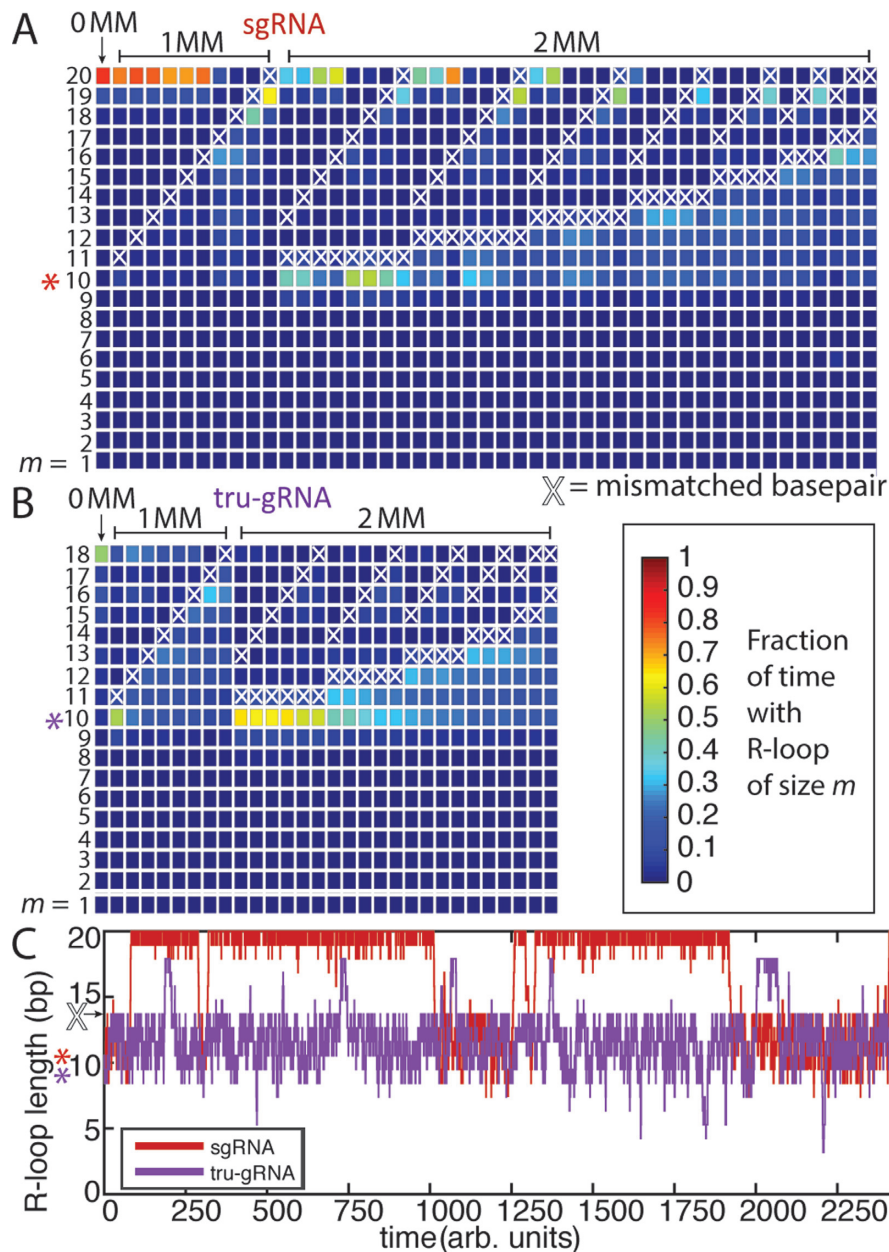 A
0 MM
1 MM
sgRNA
2 MM
20
19
18
17
16
15
14
13
12
11
* 10
9
8
7
6
5
4
3
2
m = 1
X = mismatched basepair
B
0 MM
1 MM
tru-gRNA
2 MM
18
17
16
15
14
13
12
11
* 10
9
8
7
6
5
4
3
2
m = 1
1
0.9
0.8
0.7
0.6
0.5
0.4
0.3
0.2
0.1
0
Fraction
of time
with
R-loop
of size m
C
R-loop length (bp)
20
15
X
10
*
*
5
0
sgRNA
tru-gRNA
0 250 500 750 1000 1250 1500 1750 2000 2250
time(arb. units)